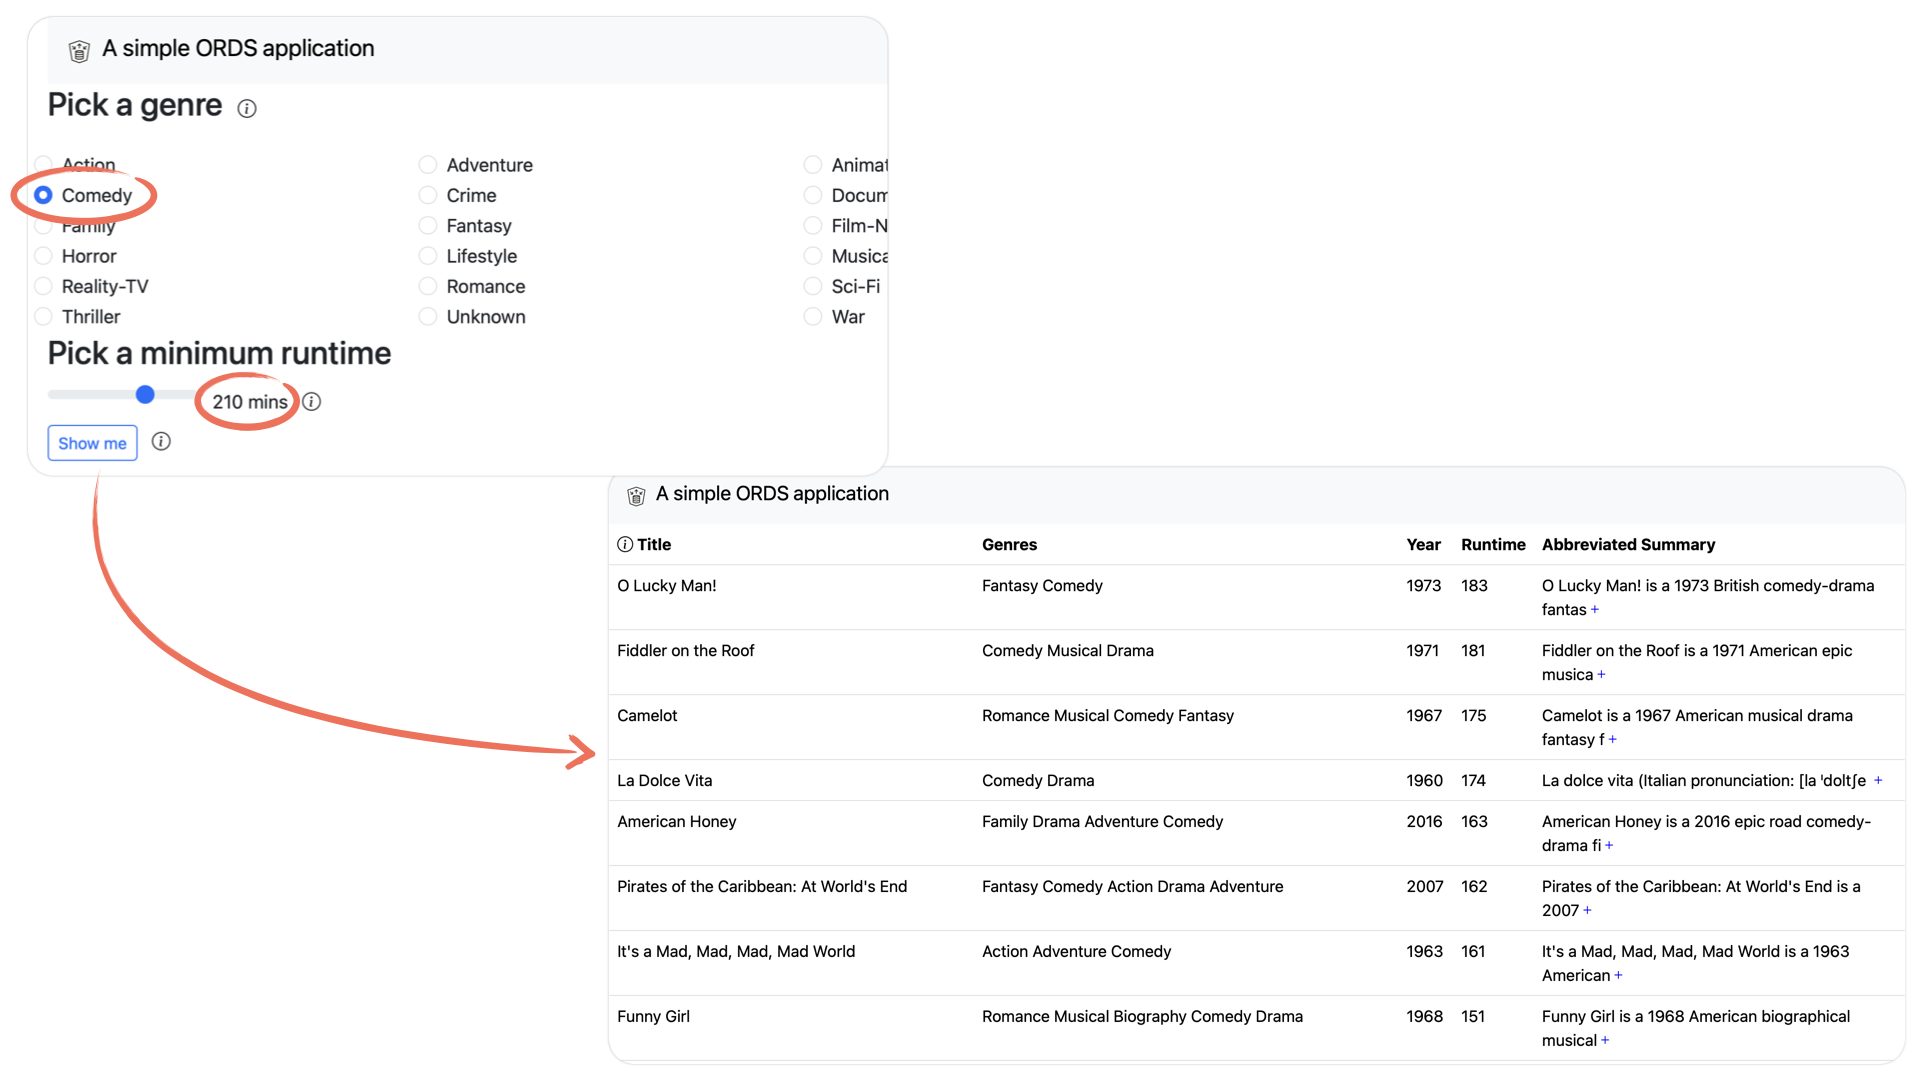 A simple ORDS application
Pick a genre
Action Adventure Animat
Comedy Crime Docum
Family Fantasy Film-N
Horror Lifestyle Musica
Reality-TV Romance Sci-Fi
Thriller Unknown War
Pick a minimum runtime
210 mins
Show me
A simple ORDS application
Title Genres Year Runtime Abbreviated Summary
O Lucky Man! Fantasy Comedy 1973 183 O Lucky Man! is a 1973 British comedy-drama
fantas +
Fiddler on the Roof Comedy Musical Drama 1971 181 Fiddler on the Roof is a 1971 American epic
musica +
Camelot Romance Musical Comedy Fantasy 1967 175 Camelot is a 1967 American musical drama
fantasy f +
La Dolce Vita Comedy Drama 1960 174 La dolce vita (Italian pronunciation: [la ˈdoltʃe +
American Honey Family Drama Adventure Comedy 2016 163 American Honey is a 2016 epic road comedy-
drama fi +
Pirates of the Caribbean: At World's End Fantasy Comedy Action Drama Adventure 2007 162 Pirates of the Caribbean: At World's End is a
2007 +
It's a Mad, Mad, Mad, Mad World Action Adventure Comedy 1963 161 It's a Mad, Mad, Mad, Mad World is a 1963
American +
Funny Girl Romance Musical Biography Comedy Drama 1968 151 Funny Girl is a 1968 American biographical
musical +